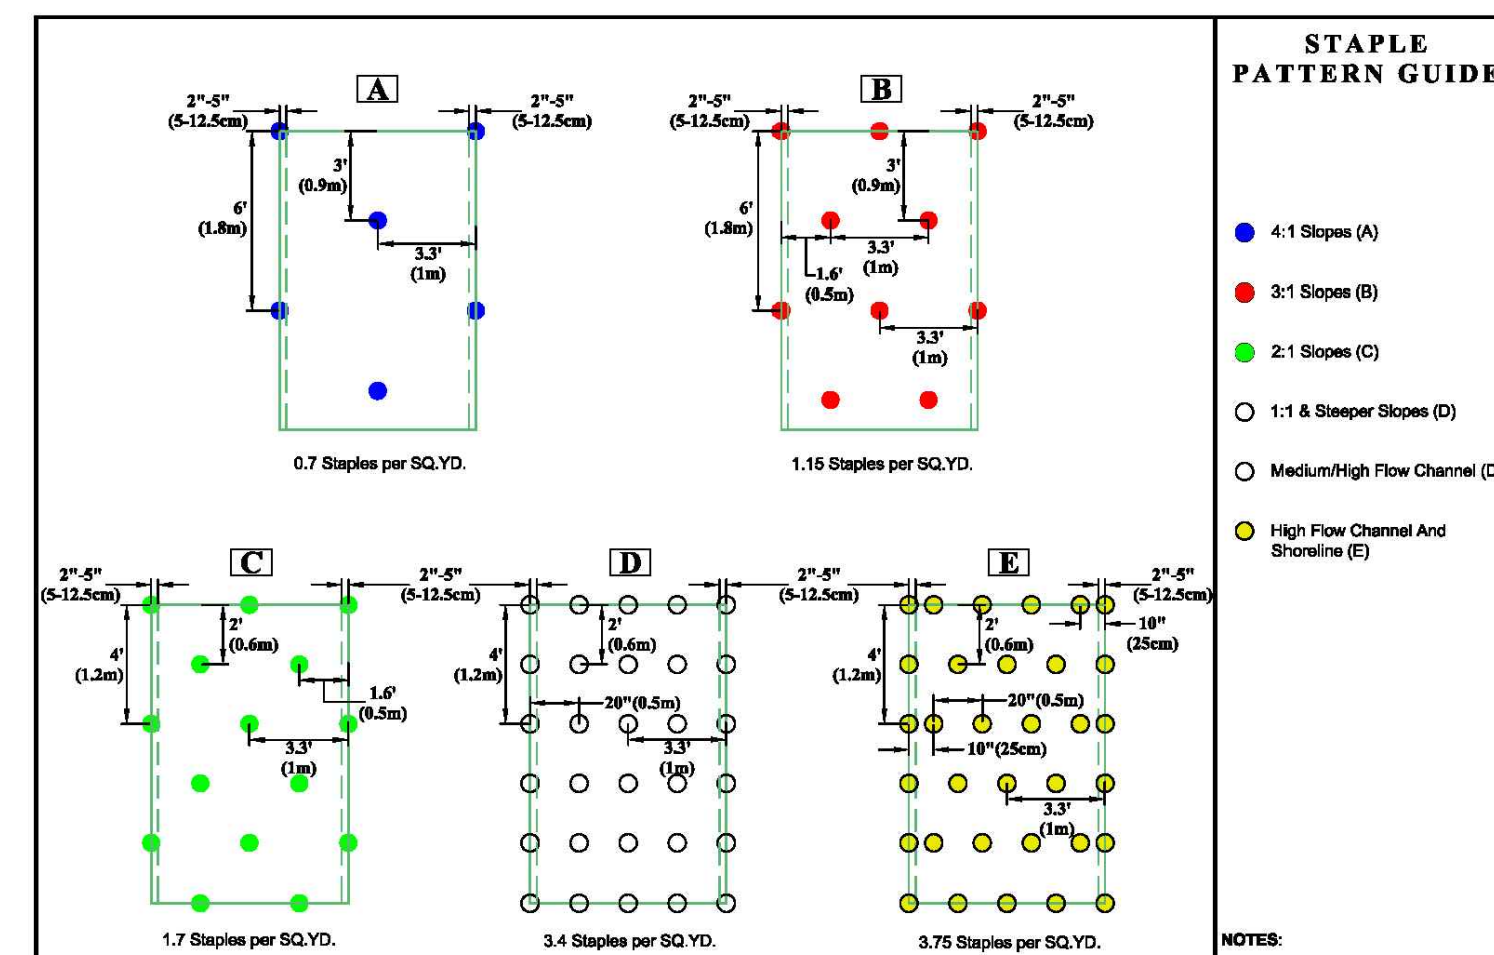 STAPLE
PATTERN GUIDE
A
2"-5"
(5-12.5cm)
2"-5"
(5-12.5cm)
3'
(0.9m)
6'
(1.8m)
3.3'
(1m)
0.7 Staples per SQ.YD.
B
2"-5"
(5-12.5cm)
2"-5"
(5-12.5cm)
3'
(0.9m)
6'
(1.8m)
3.3'
(1m)
1.6'
(0.5m)
3.3'
(1m)
1.15 Staples per SQ.YD.
4:1 Slopes (A)
3:1 Slopes (B)
2:1 Slopes (C)
1:1 & Steeper Slopes (D)
Medium/High Flow Channel (D
High Flow Channel And
Shoreline (E)
C
2"-5"
(5-12.5cm)
2"-5"
(5-12.5cm)
2'
(0.6m)
4'
(1.2m)
1.6'
(0.5m)
3.3'
(1m)
1.7 Staples per SQ.YD.
D
2'
(0.6m)
4'
(1.2m)
20"(0.5m)
3.3'
(1m)
3.4 Staples per SQ.YD.
E
2"-5"
(5-12.5cm)
2"-5"
(5-12.5cm)
2'
(0.6m)
10"
(25cm)
4'
(1.2m)
20"(0.5m)
10"(25cm)
3.3'
(1m)
3.75 Staples per SQ.YD.
NOTES: